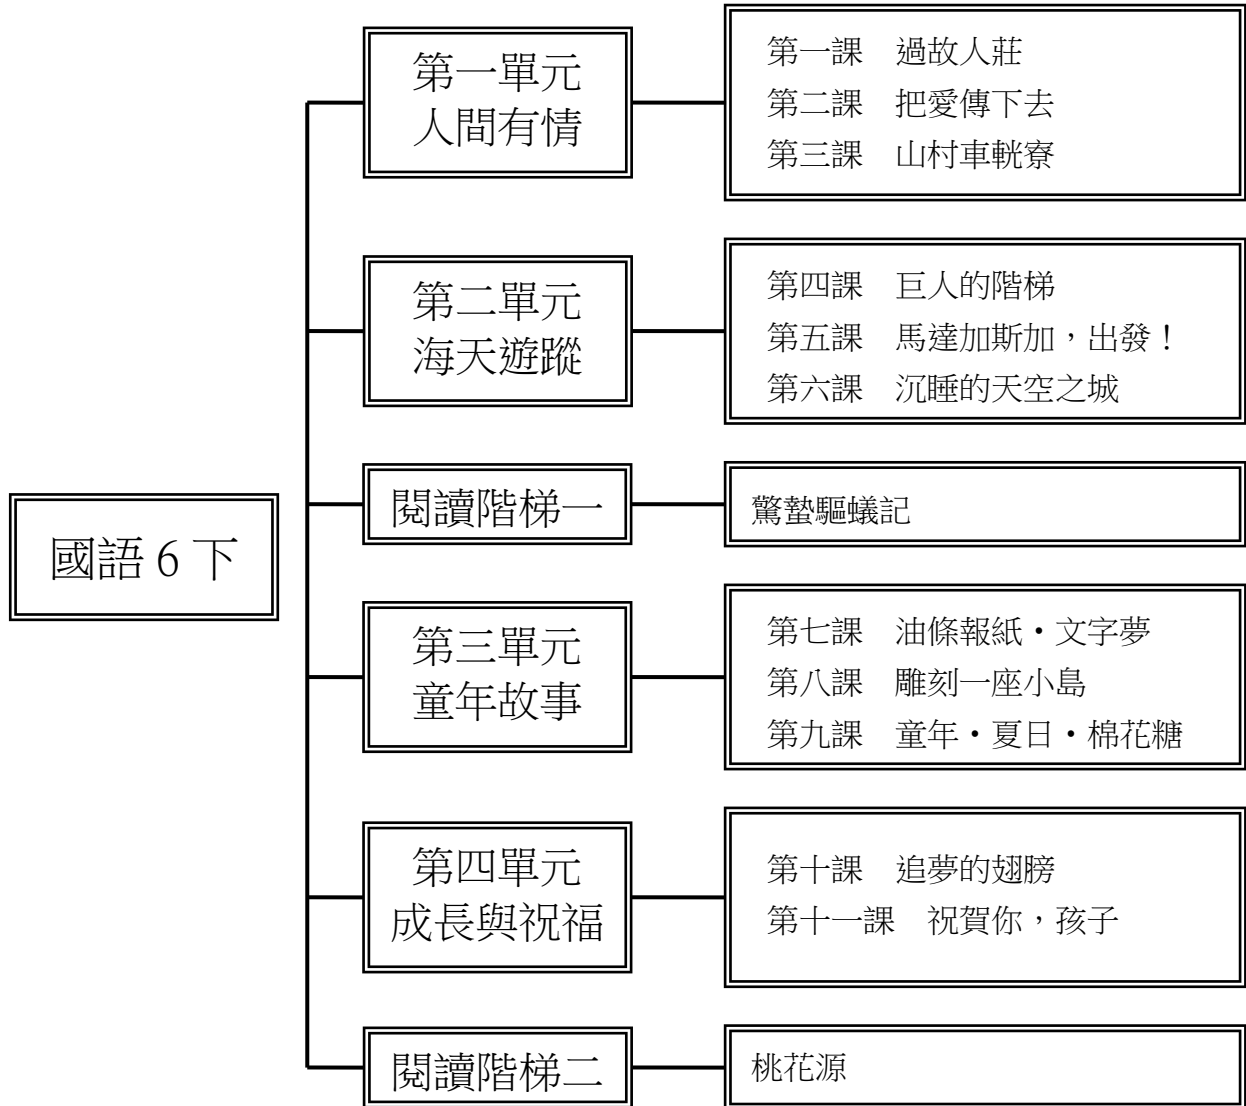 國語6下
第一單元
人間有情
第一課　過故人莊
第二課　把愛傳下去
第三課　山村車輄寮
第二單元
海天遊蹤
第四課　巨人的階梯
第五課　馬達加斯加，出發！
第六課　沉睡的天空之城
閱讀階梯一
驚蟄驅蟻記
第三單元
童年故事
第七課　油條報紙・文字夢
第八課　雕刻一座小島
第九課　童年・夏日・棉花糖
第四單元
成長與祝福
第十課　追夢的翅膀
第十一課　祝賀你，孩子
閱讀階梯二
桃花源